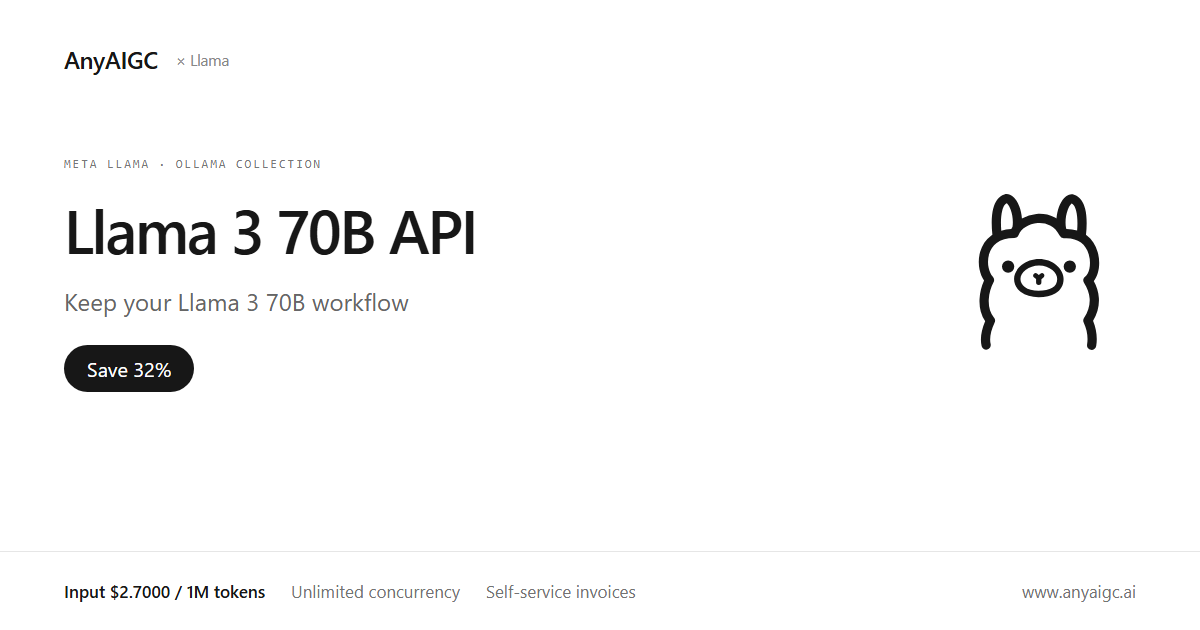 AnyAIGC × Llama
META LLAMA · OLLAMA COLLECTION
Llama 3 70B API
Keep your Llama 3 70B workflow
Save 32%
Input $2.7000 / 1M tokens Unlimited concurrency Self-service invoices www.anyaigc.ai